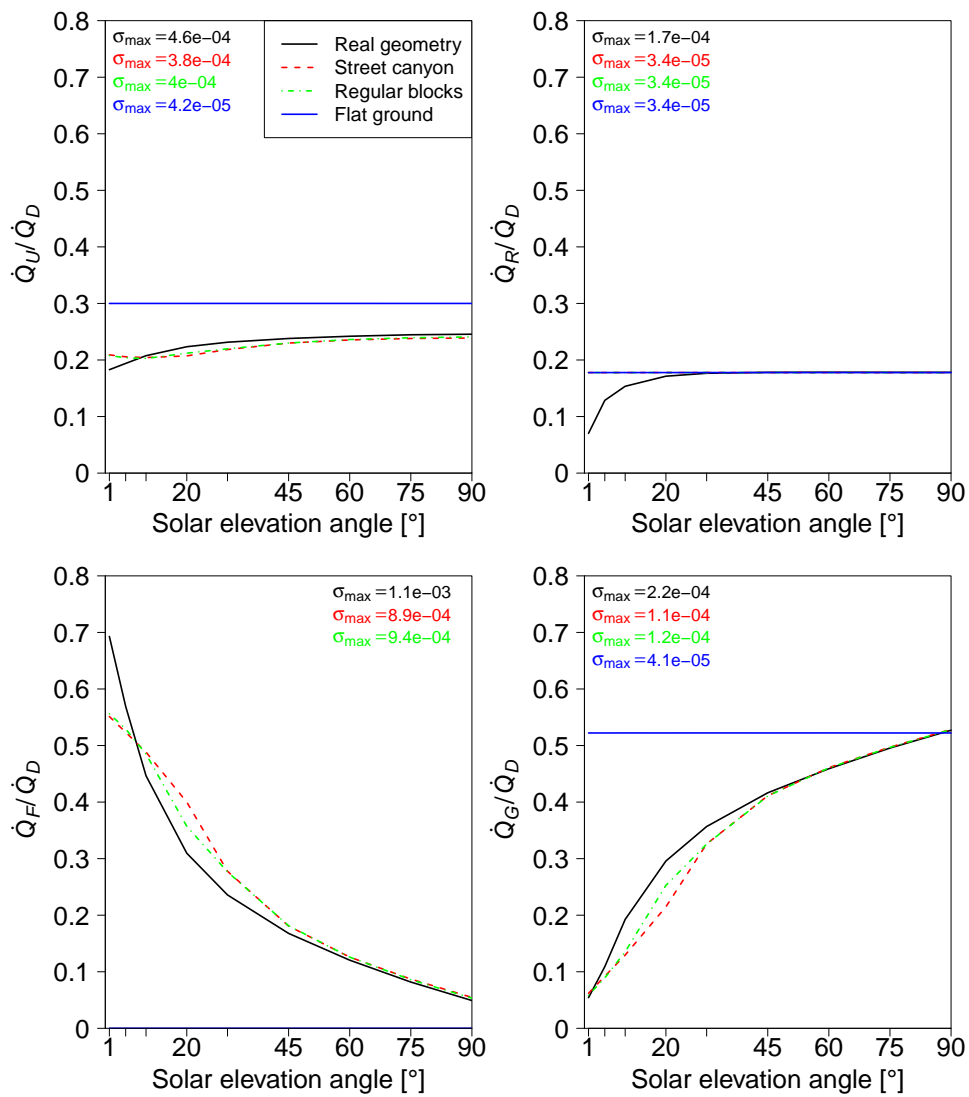 σmax = 4.6e−04
σmax = 3.8e−04
σmax = 4e−04
σmax = 4.2e−05
Real geometry
Street canyon
Regular blocks
Flat ground
0.8
0.7
0.6
0.5
0.4
0.3
0.2
0.1
0
Q̇U/Q̇D
1 20 45 60 75 90
Solar elevation angle [°]
σmax = 1.7e−04
σmax = 3.4e−05
σmax = 3.4e−05
σmax = 3.4e−05
0.8
0.7
0.6
0.5
0.4
0.3
0.2
0.1
0
Q̇R/Q̇D
1 20 45 60 75 90
Solar elevation angle [°]
σmax = 1.1e−03
σmax = 8.9e−04
σmax = 9.4e−04
0.8
0.7
0.6
0.5
0.4
0.3
0.2
0.1
0
Q̇F/Q̇D
1 20 45 60 75 90
Solar elevation angle [°]
σmax = 2.2e−04
σmax = 1.1e−04
σmax = 1.2e−04
σmax = 4.1e−05
0.8
0.7
0.6
0.5
0.4
0.3
0.2
0.1
0
Q̇G/Q̇D
1 20 45 60 75 90
Solar elevation angle [°]